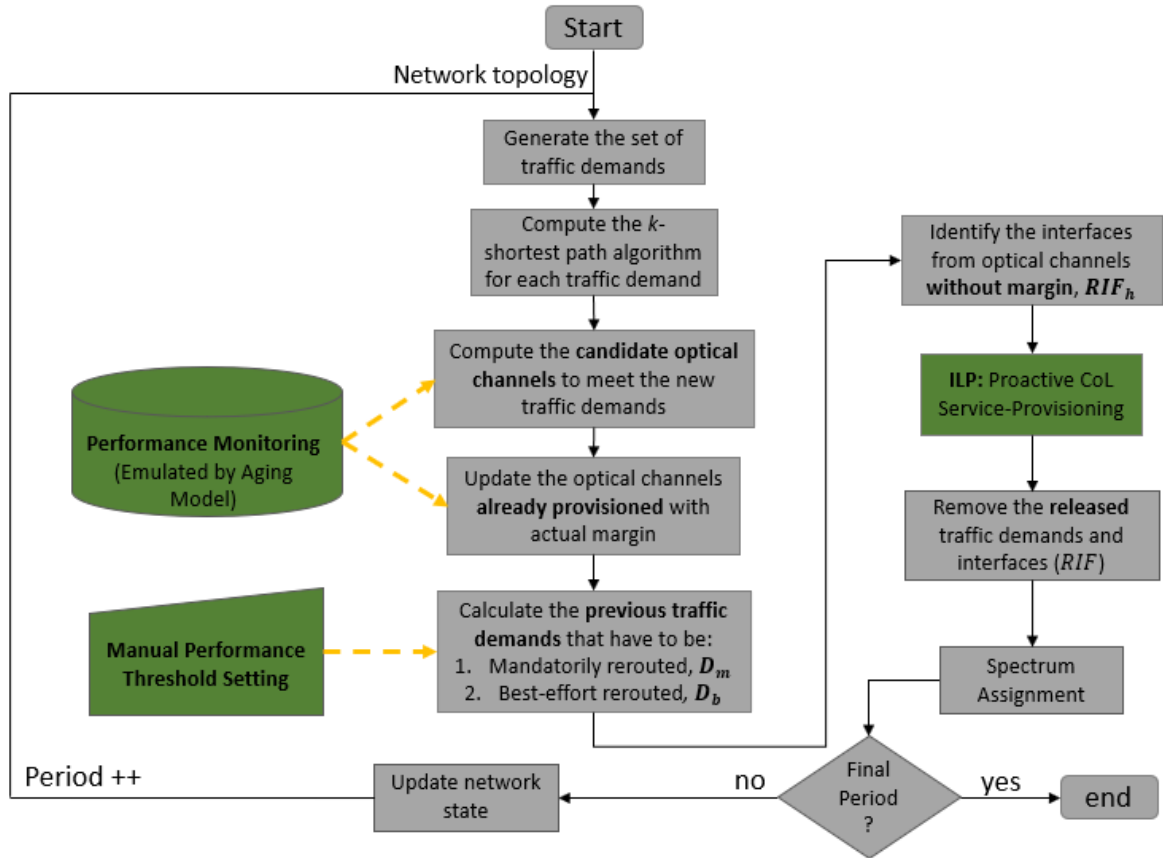 Start
Network topology
Generate the set of
traffic demands
Compute the k-
shortest path algorithm
for each traffic demand
Compute the candidate optical
channels to meet the new
traffic demands
Performance Monitoring
(Emulated by Aging
Model)
Update the optical channels
already provisioned with
actual margin
Manual Performance
Threshold Setting
Calculate the previous traffic
demands that have to be:
1. Mandatorily rerouted, Dm
2. Best-effort rerouted, Db
Identify the interfaces
from optical channels
without margin, RIFh
ILP: Proactive CoL
Service-Provisioning
Remove the released
traffic demands and
interfaces (RIF)
Spectrum
Assignment
Final
Period
?
yes
end
no
Update network
state
Period ++